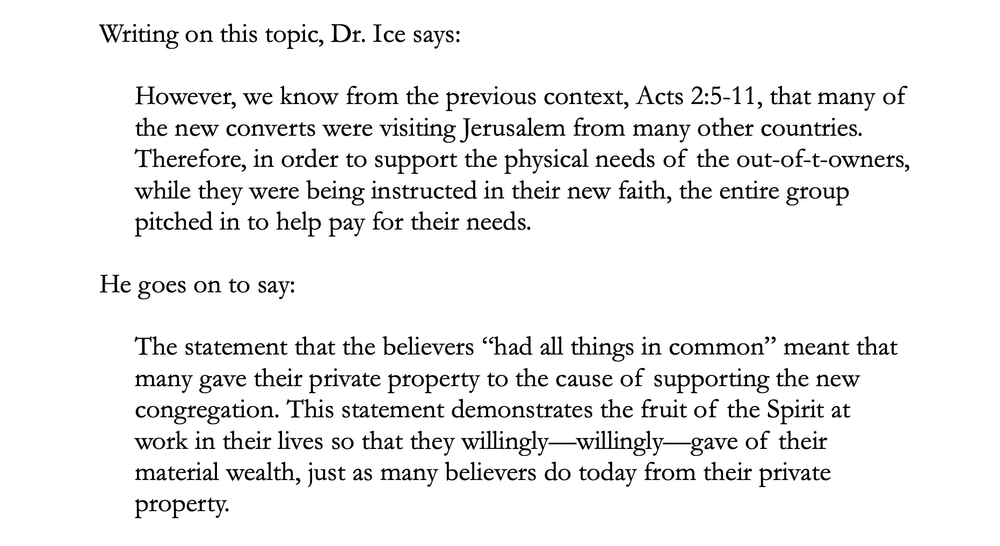 Writing on this topic, Dr. Ice says:
However, we know from the previous context, Acts 2:5-11, that many of
the new converts were visiting Jerusalem from many other countries.
Therefore, in order to support the physical needs of the out-of-t-owners,
while they were being instructed in their new faith, the entire group
pitched in to help pay for their needs.
He goes on to say:
The statement that the believers “had all things in common” meant that
many gave their private property to the cause of supporting the new
congregation. This statement demonstrates the fruit of the Spirit at
work in their lives so that they willingly—willingly—gave of their
material wealth, just as many believers do today from their private
property.